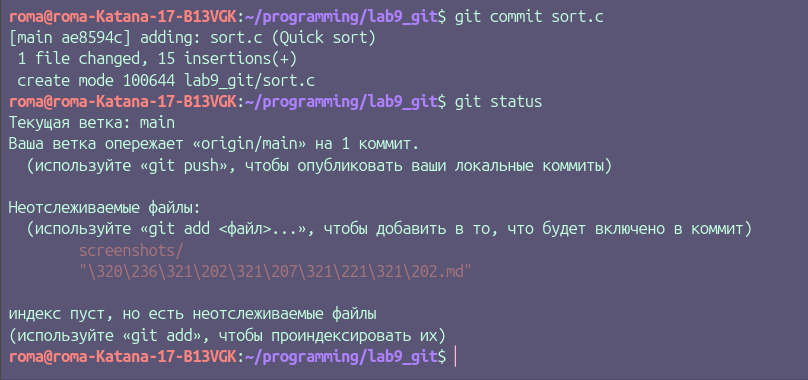 roma@roma-Katana-17-B13VGK:~/programming/lab9_git$ git commit sort.c
[main ae8594c] adding: sort.c (Quick sort)
 1 file changed, 15 insertions(+)
 create mode 100644 lab9_git/sort.c
roma@roma-Katana-17-B13VGK:~/programming/lab9_git$ git status
Текущая ветка: main
Ваша ветка опережает «origin/main» на 1 коммит.
  (используйте «git push», чтобы опубликовать ваши локальные коммиты)

Неотслеживаемые файлы:
  (используйте «git add <файл>...», чтобы добавить в то, что будет включено в коммит)
        screenshots/
        "\320\236\321\202\321\207\321\221\321\202.md"

индекс пуст, но есть неотслеживаемые файлы
(используйте «git add», чтобы проиндексировать их)
roma@roma-Katana-17-B13VGK:~/programming/lab9_git$